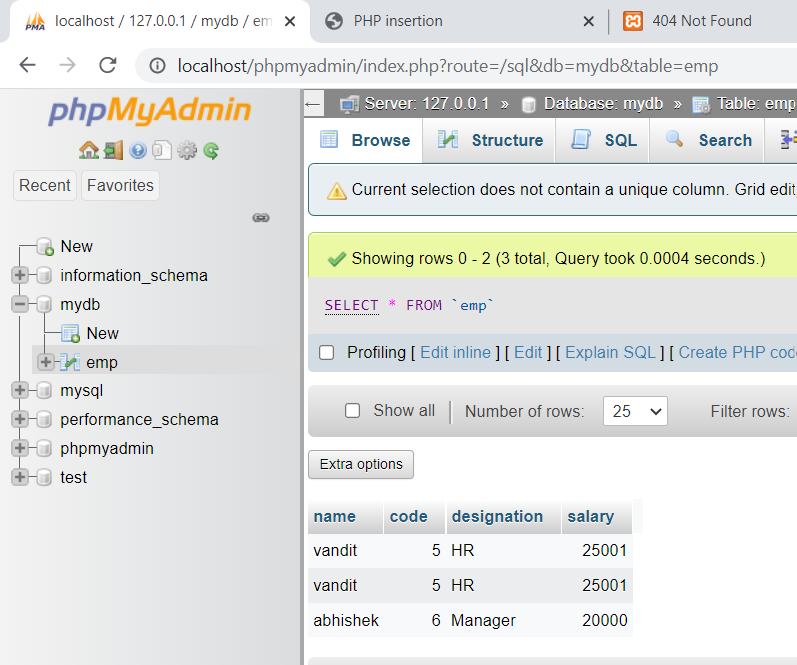 localhost / 127.0.0.1 / mydb / em
PHP insertion
404 Not Found
localhost/phpmyadmin/index.php?route=/sql&db=mydb&table=emp
phpMyAdmin
Recent Favorites
New
information_schema
mydb
New
emp
mysql
performance_schema
phpmyadmin
test
Server: 127.0.0.1 » Database: mydb » Table: emp
Browse Structure SQL Search
Current selection does not contain a unique column. Grid edit
Showing rows 0 - 2 (3 total, Query took 0.0004 seconds.)
SELECT * FROM `emp`
Profiling [ Edit inline ] [ Edit ] [ Explain SQL ] [ Create PHP cod
Show all Number of rows: 25 Filter rows:
Extra options
name code designation salary
vandit 5 HR 25001
vandit 5 HR 25001
abhishek 6 Manager 20000